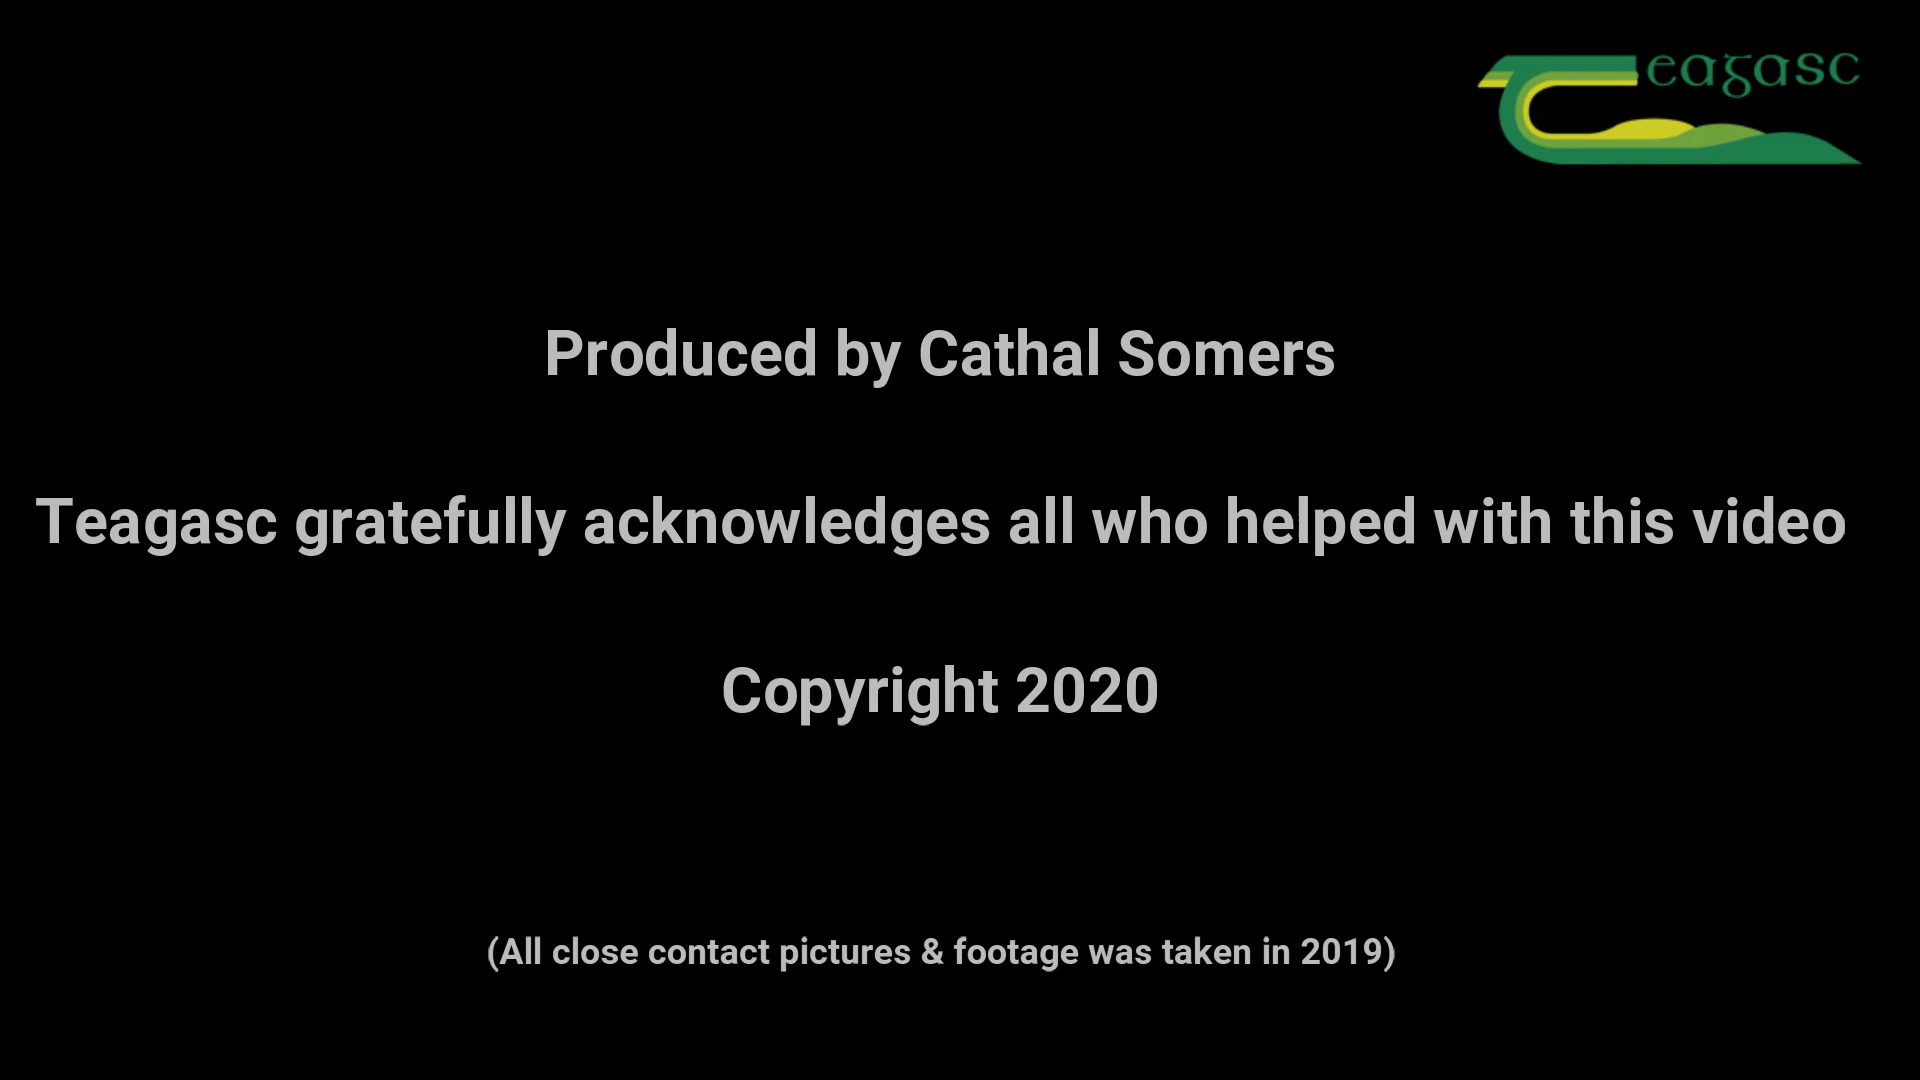 Teagasc
Produced by Cathal Somers
Teagasc gratefully acknowledges all who helped with this video
Copyright 2020
(All close contact pictures & footage was taken in 2019)